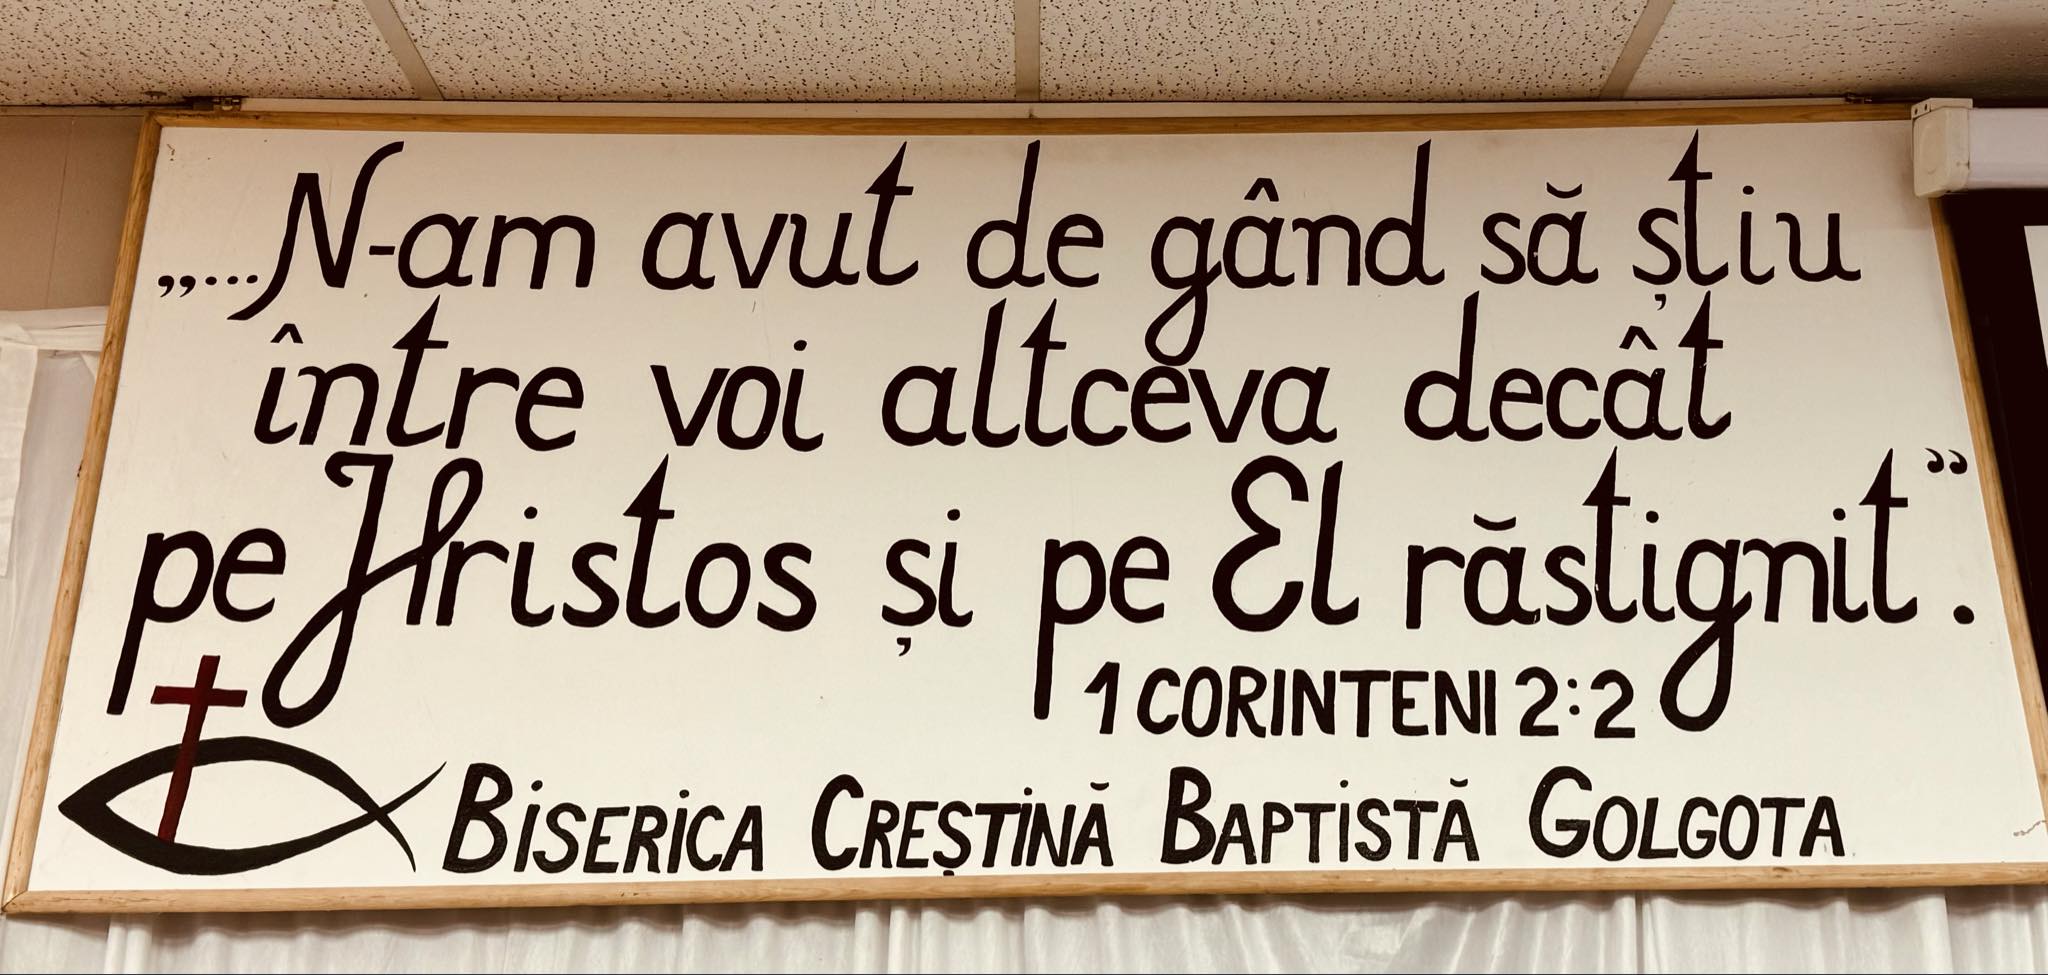 „...N-am avut de gând să știu
între voi altceva decât
pe Hristos și pe El răstignit”.
1 CORINTENI 2:2
BISERICA CREȘTINĂ BAPTISTĂ GOLGOTA